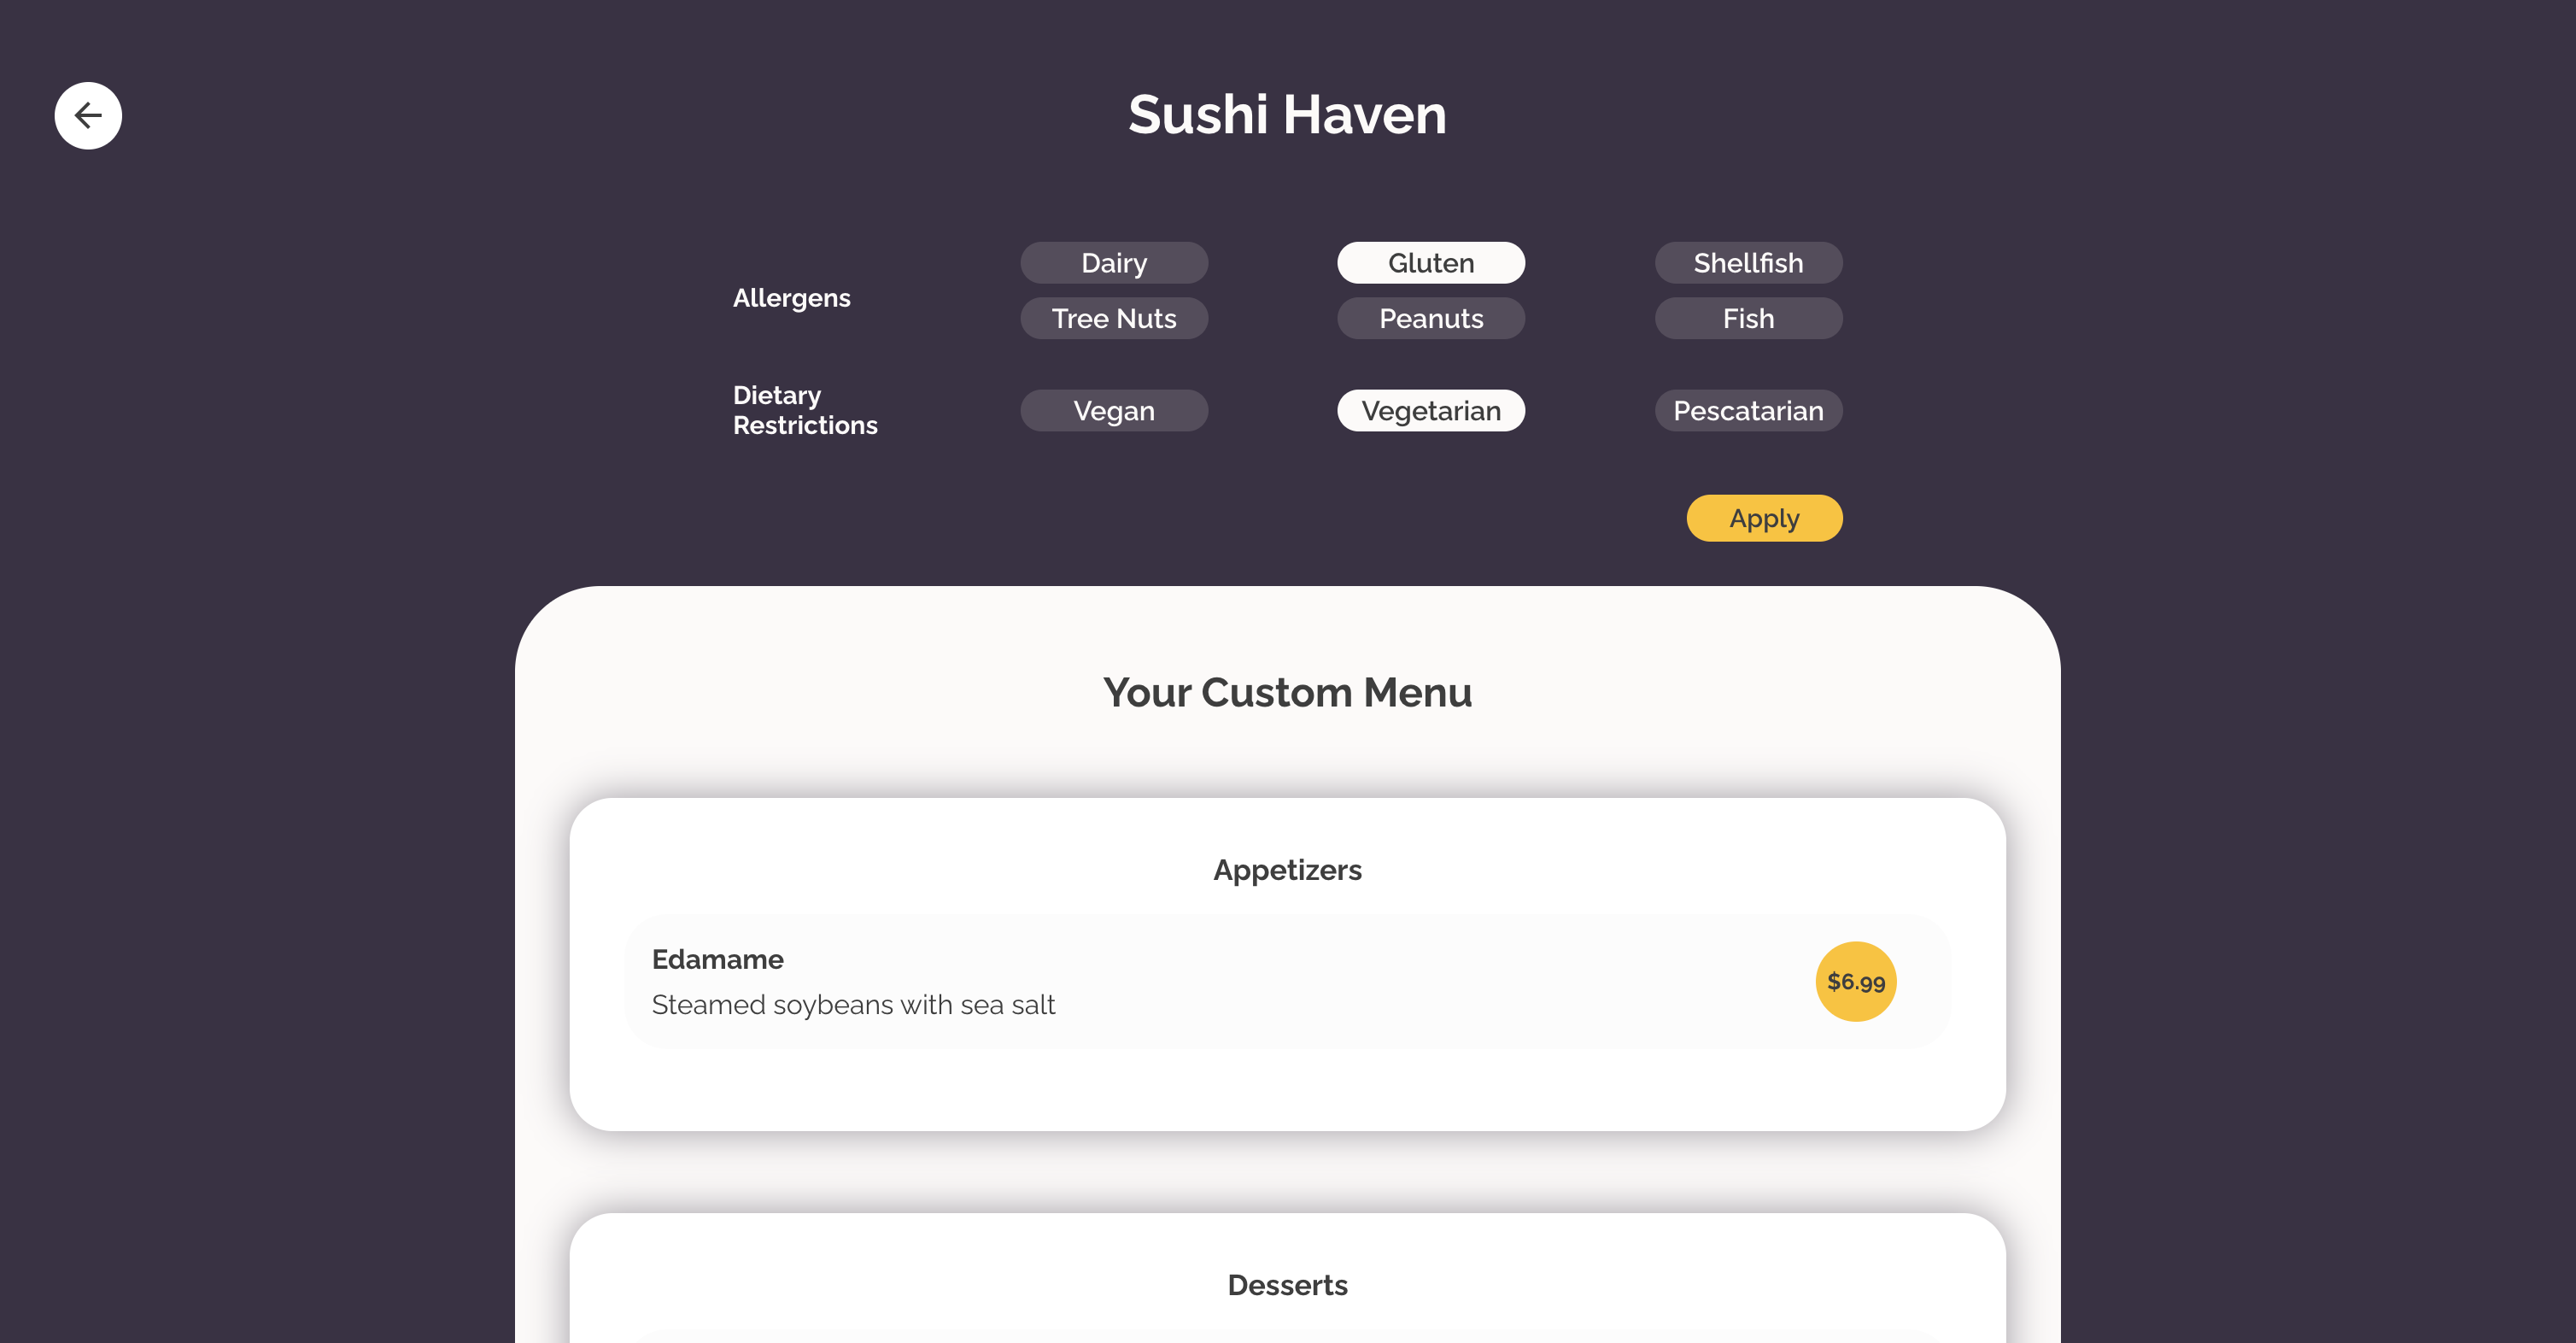 Sushi Haven
Allergens
Dairy
Gluten
Shellfish
Tree Nuts
Peanuts
Fish
Dietary
Restrictions
Vegan
Vegetarian
Pescatarian
Apply
Your Custom Menu
Appetizers
Edamame
Steamed soybeans with sea salt
$6.99
Desserts